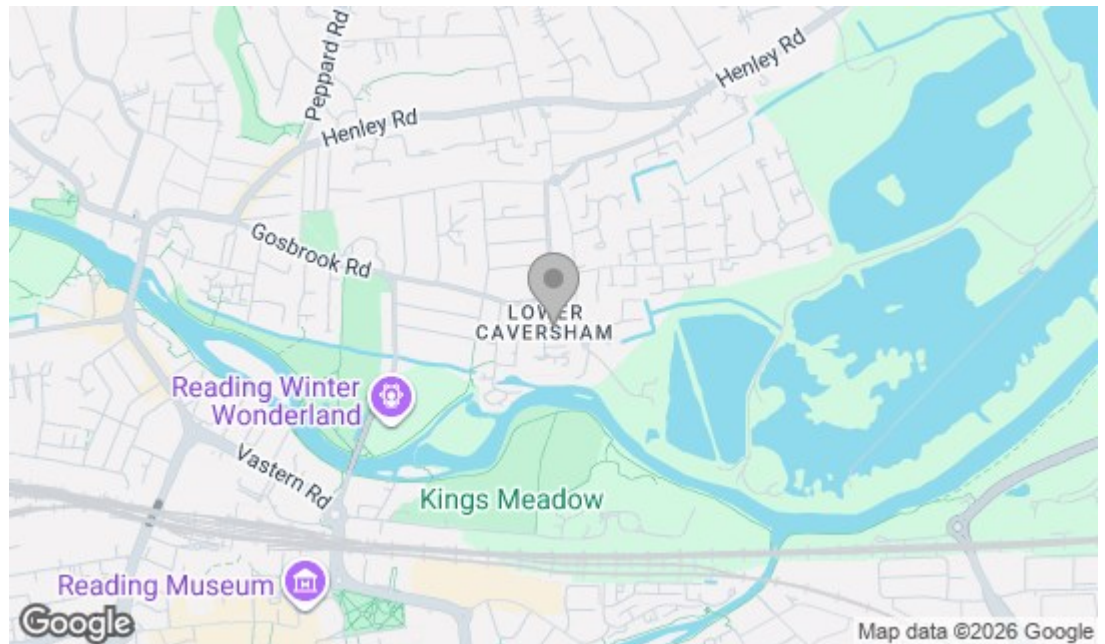 Peppard Rd
Henley Rd
Henley Rd
Gosbrook Rd
LOWER
CAVERSHAM
Reading Winter
Wonderland
Vastern Rd
Kings Meadow
Reading Museum
Google
Map data ©2026 Google